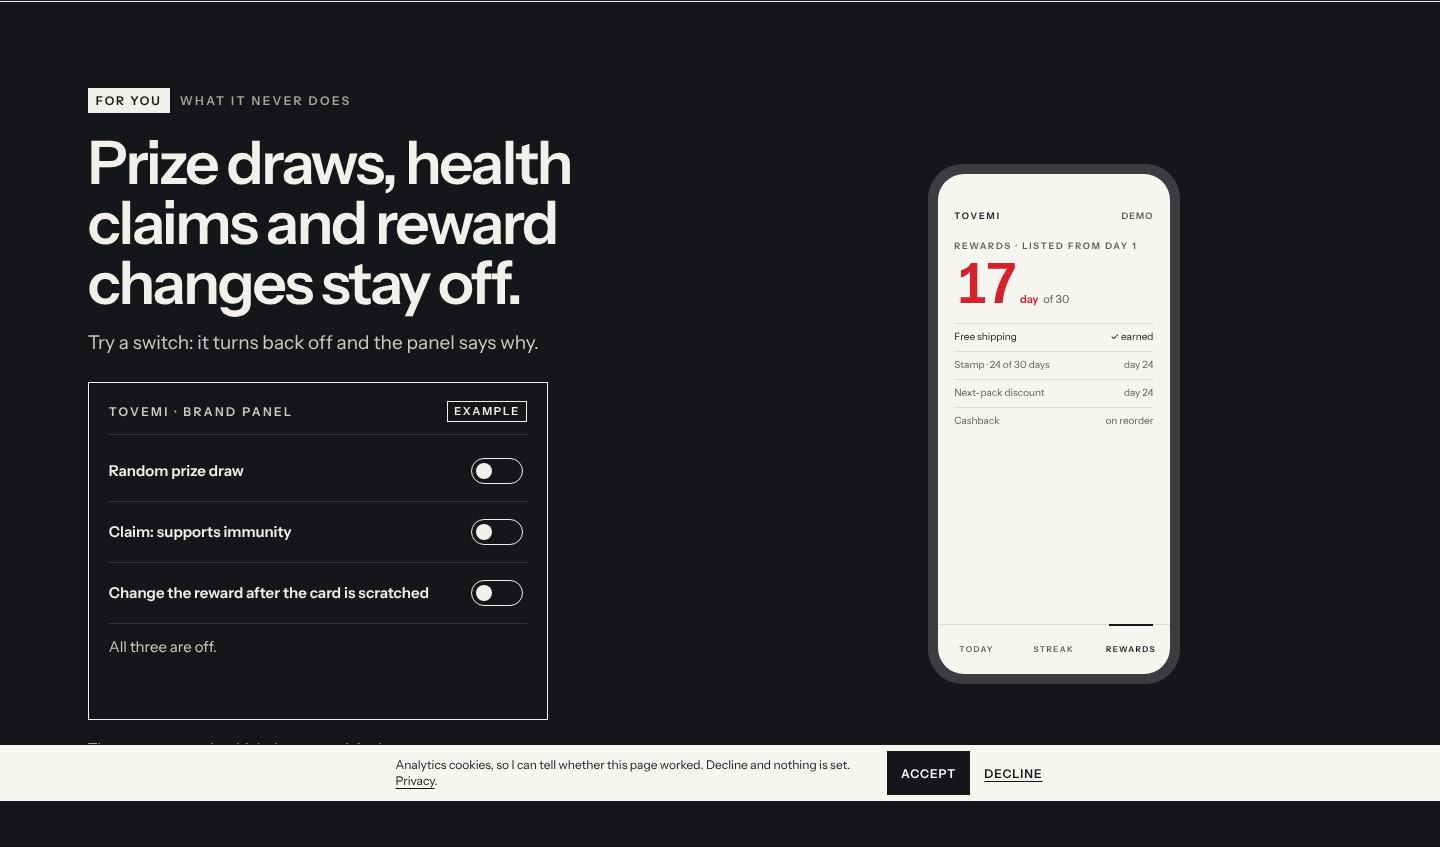 FOR YOU WHAT IT NEVER DOES
Prize draws, health
claims and reward
changes stay off.
Try a switch: it turns back off and the panel says why.
TOVEMI · BRAND PANEL EXAMPLE
Random prize draw
Claim: supports immunity
Change the reward after the card is scratched
All three are off.
TOVEMI DEMO
REWARDS · LISTED FROM DAY 1
17 day of 30
Free shipping ✓ earned
Stamp · 24 of 30 days day 24
Next-pack discount day 24
Cashback on reorder
TODAY STREAK REWARDS
Analytics cookies, so I can tell whether this page worked. Decline and nothing is set.
Privacy.
ACCEPT DECLINE